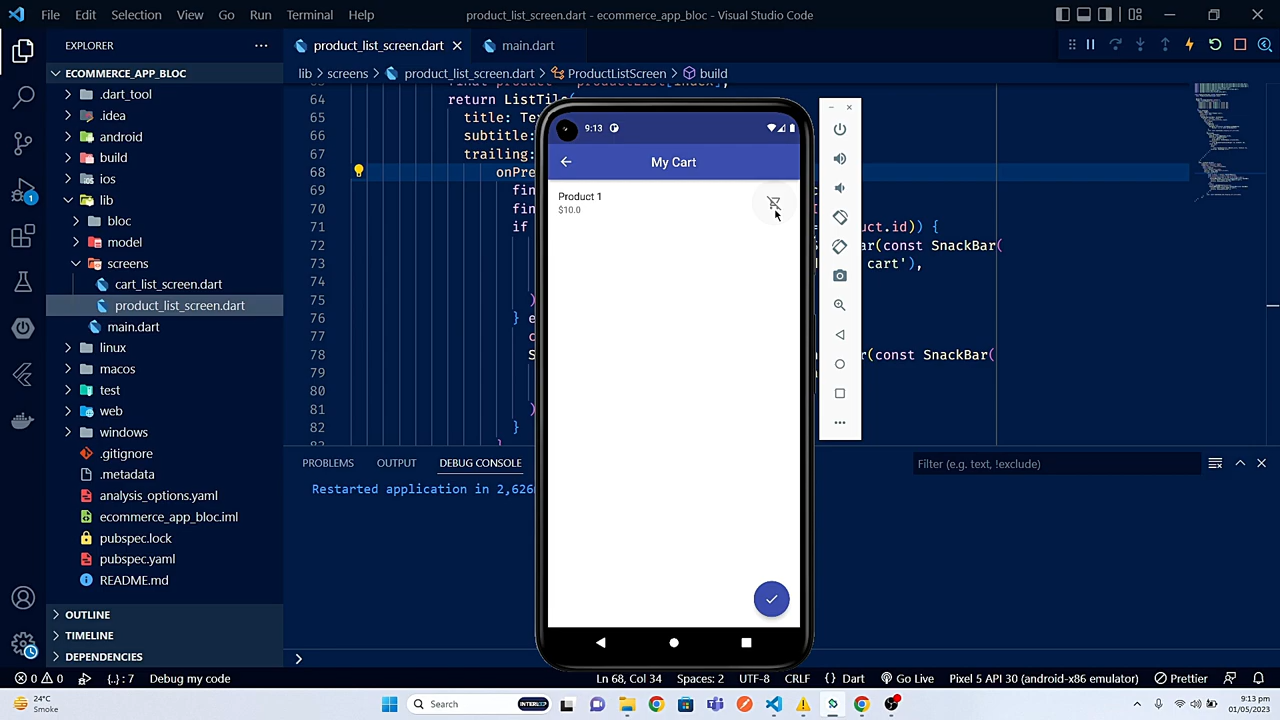 File Edit Selection View Go Run Terminal Help
product_list_screen.dart - ecommerce_app_bloc - Visual Studio Code
EXPLORER
product_list_screen.dart
main.dart
ECOMMERCE_APP_BLOC
lib > screens > product_list_screen.dart > ProductListScreen > build
.dart_tool
.idea
android
build
ios
lib
bloc
model
screens
cart_list_screen.dart
product_list_screen.dart
main.dart
linux
macos
test
web
windows
.gitignore
.metadata
analysis_options.yaml
ecommerce_app_bloc.iml
pubspec.lock
pubspec.yaml
README.md
OUTLINE
TIMELINE
DEPENDENCIES
64 return ListTil
65 title: Te
66 subtitle:
67 trailing:
68 onPre
69 fin
70 fin
71 if uct.id)) {
72 ar(const SnackBar(
73 cart'),
74
75 )
76 } e
77 c
78 S r(const SnackBar(
79
80
81 )
82 }
9:13
My Cart
Product 1
$10.0
PROBLEMS OUTPUT DEBUG CONSOLE
Filter (e.g. text, !exclude)
Restarted application in 2,626
0 0 {..}: 7 Debug my code
Ln 68, Col 34 Spaces: 2 UTF-8 CRLF {} Dart Go Live Pixel 5 API 30 (android-x86 emulator) Prettier
24°C
Smoke
Search
INTERLOOP
:13 pm
01/05/2023